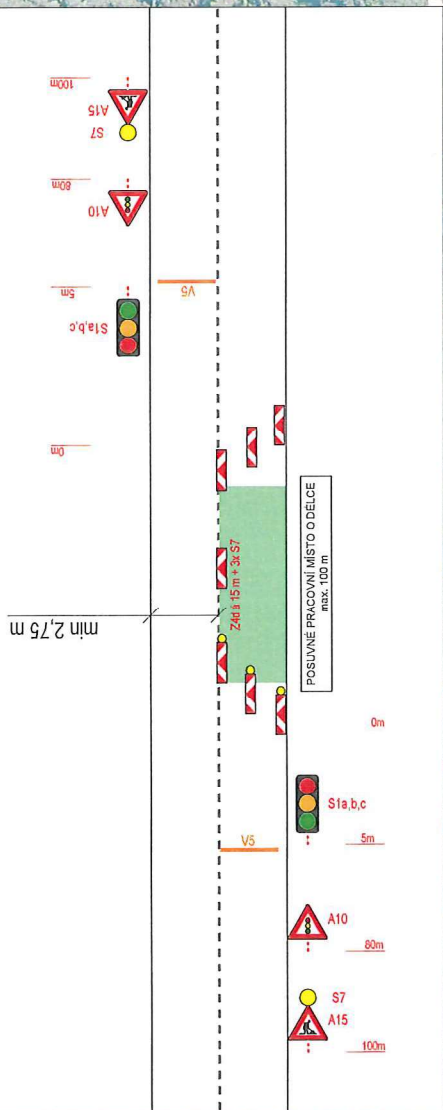 100m
A15
S7
80m
A10
5m
S1a,b,c
V5
0m
Z4d à 15 m + 3x S7
POSUVNÉ PRACOVNÍ MÍSTO O DÉLCE
max. 100 m
min 2,75 m
0m
S1a,b,c
5m
V5
A10
80m
S7
A15
100m